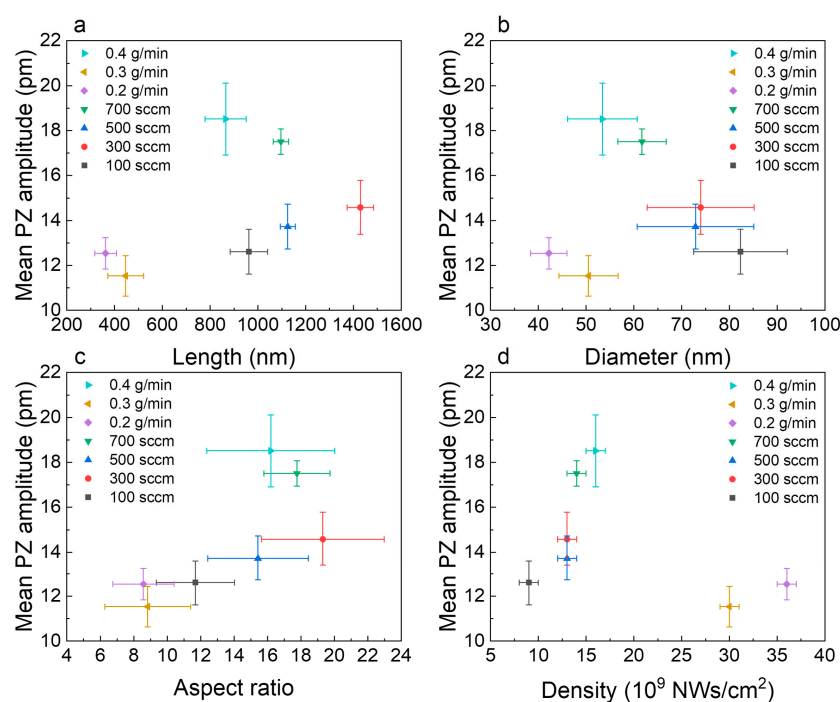 a
Mean PZ amplitude (pm)
22
20
18
16
14
12
10
0.4 g/min
0.3 g/min
0.2 g/min
700 sccm
500 sccm
300 sccm
100 sccm
200 400 600 800 1000 1200 1400 1600
Length (nm)
b
Mean PZ amplitude (pm)
22
20
18
16
14
12
10
0.4 g/min
0.3 g/min
0.2 g/min
700 sccm
500 sccm
300 sccm
100 sccm
30 40 50 60 70 80 90 100
Diameter (nm)
c
Mean PZ amplitude (pm)
22
20
18
16
14
12
10
0.4 g/min
0.3 g/min
0.2 g/min
700 sccm
500 sccm
300 sccm
100 sccm
4 6 8 10 12 14 16 18 20 22 24
Aspect ratio
d
Mean PZ amplitude (pm)
22
20
18
16
14
12
10
0.4 g/min
0.3 g/min
0.2 g/min
700 sccm
500 sccm
300 sccm
100 sccm
5 10 15 20 25 30 35 40
Density (10⁹ NWs/cm²)